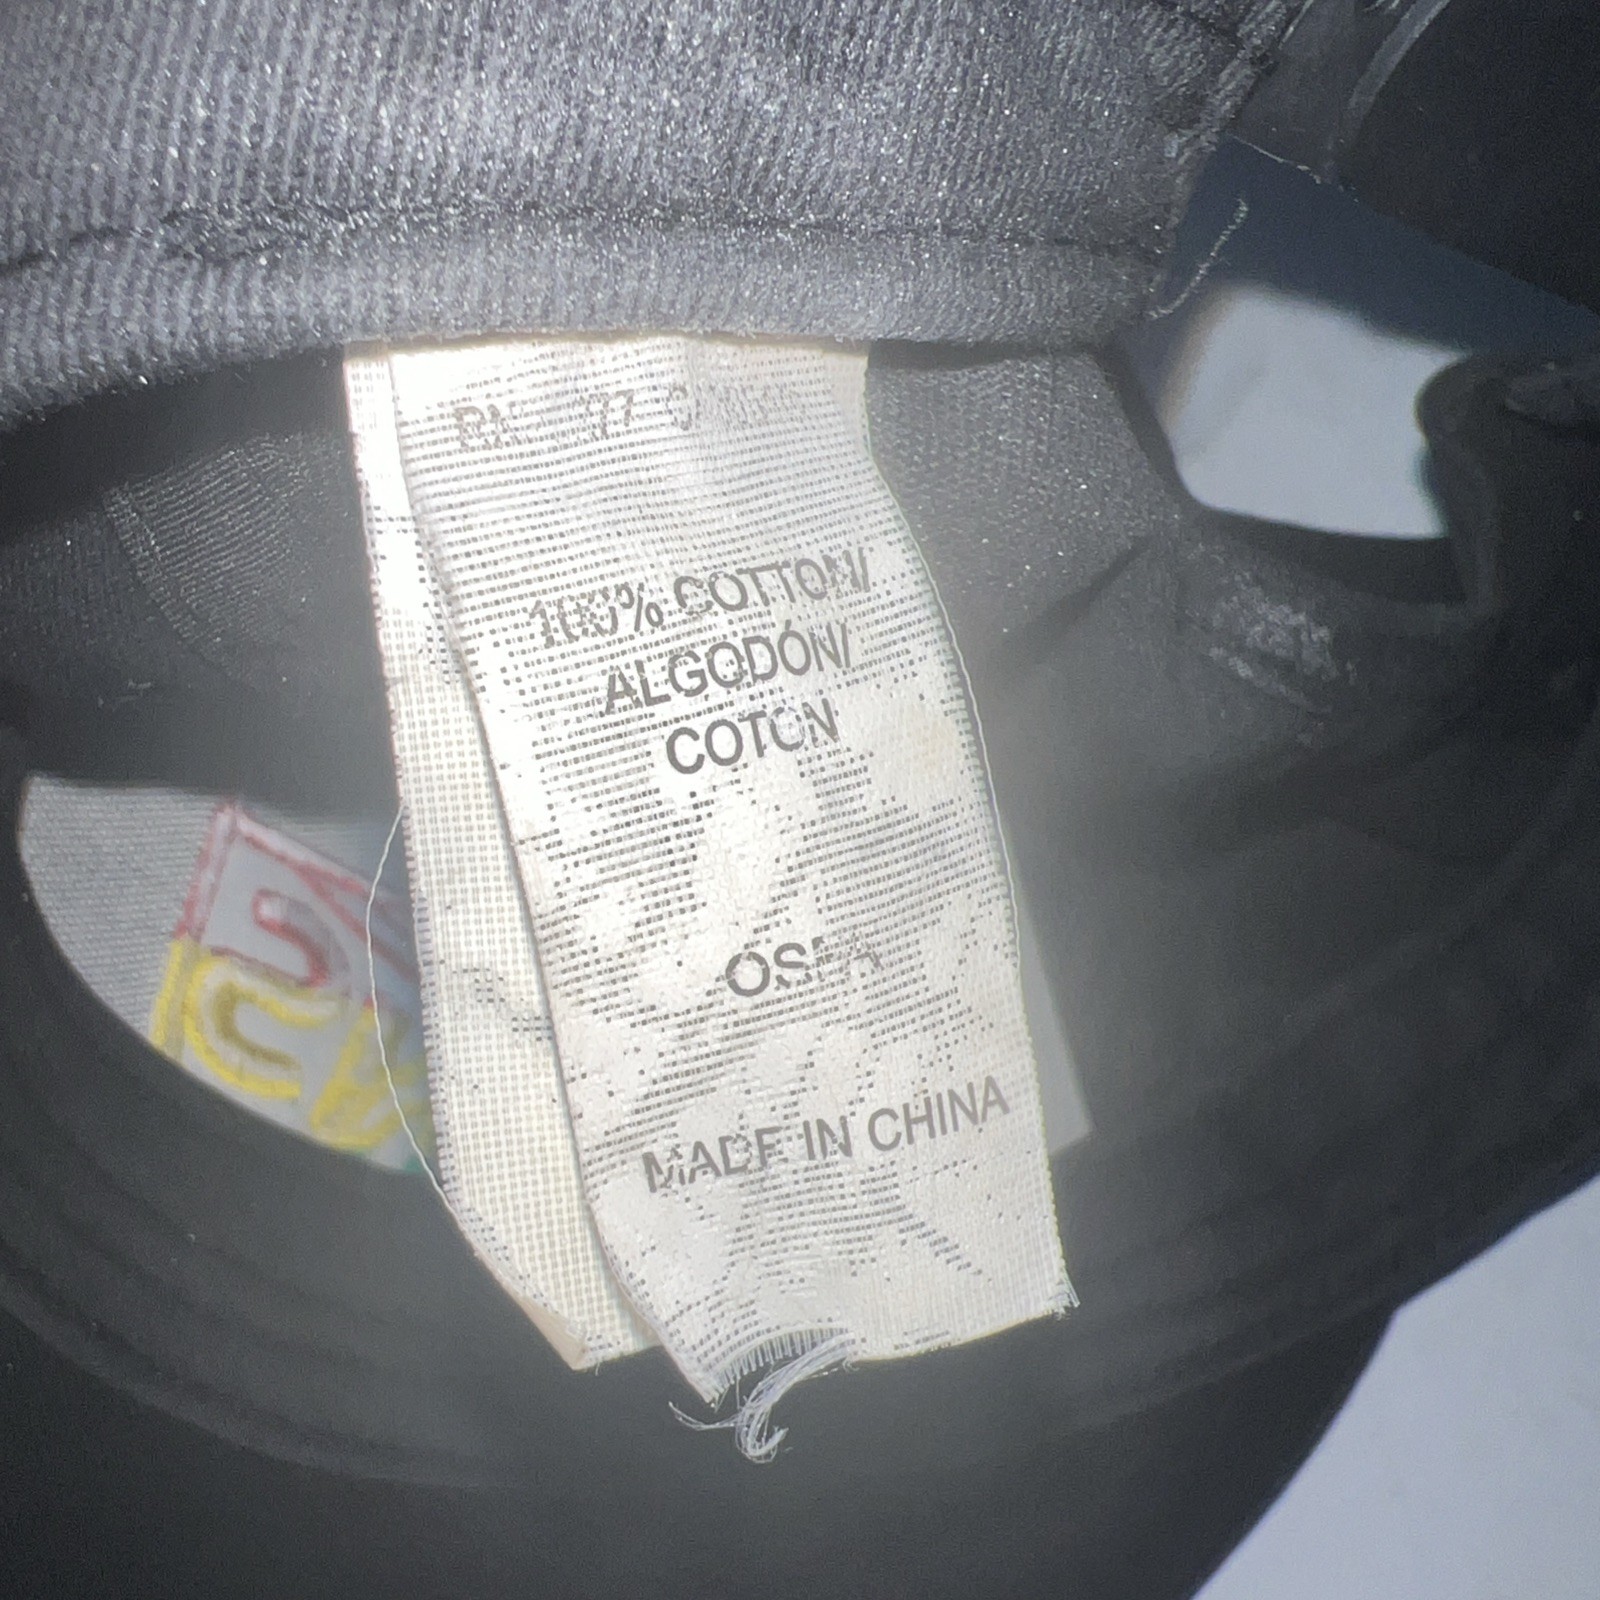 100% COTTON/
ALGODÓN/
COTON
OSFA
MADE IN CHINA